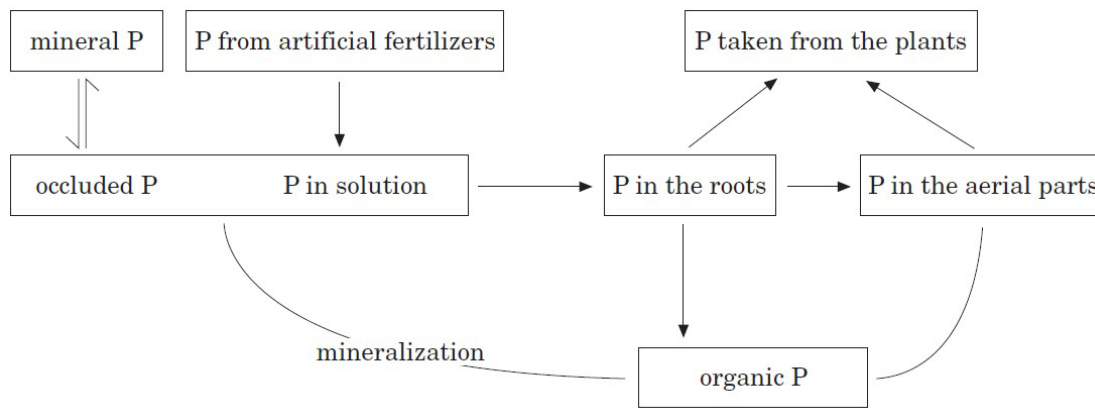 mineral P
P from artificial fertilizers
P taken from the plants
occluded P
P in solution
P in the roots
P in the aerial parts
mineralization
organic P